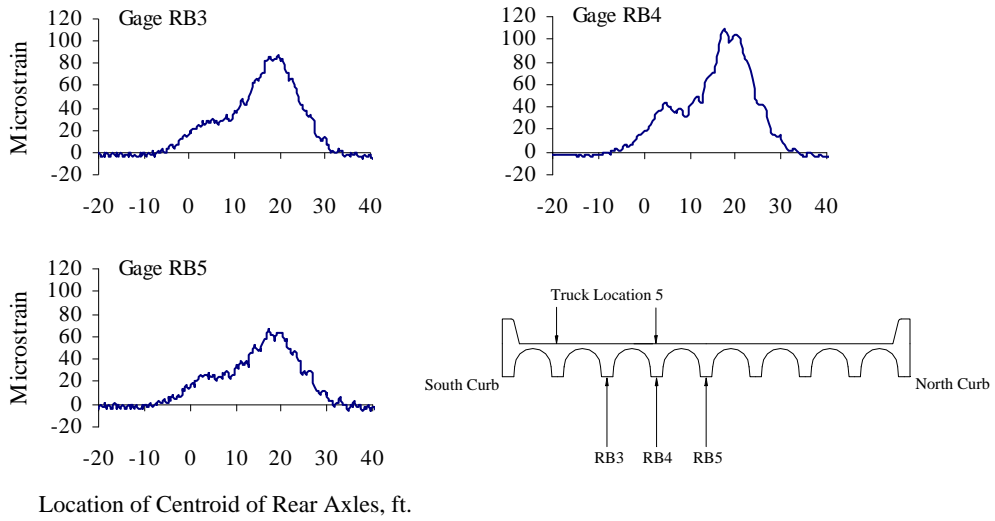 Gage RB3
120
100
80
60
40
20
0
-20
Microstrain
-20 -10 0 10 20 30 40
Gage RB4
120
100
80
60
40
20
0
-20
-20 -10 0 10 20 30 40
Gage RB5
120
100
80
60
40
20
0
-20
Microstrain
-20 -10 0 10 20 30 40
Location of Centroid of Rear Axles, ft.
Truck Location 5
South Curb
North Curb
RB3 RB4 RB5